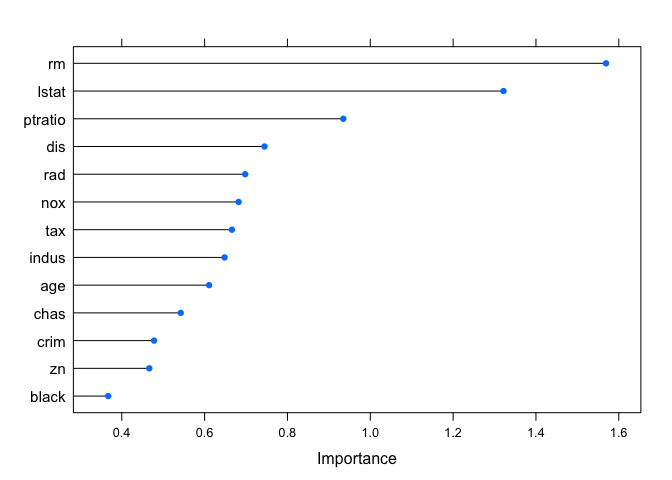 rm
lstat
ptratio
dis
rad
nox
tax
indus
age
chas
crim
zn
black
0.4 0.6 0.8 1.0 1.2 1.4 1.6
Importance